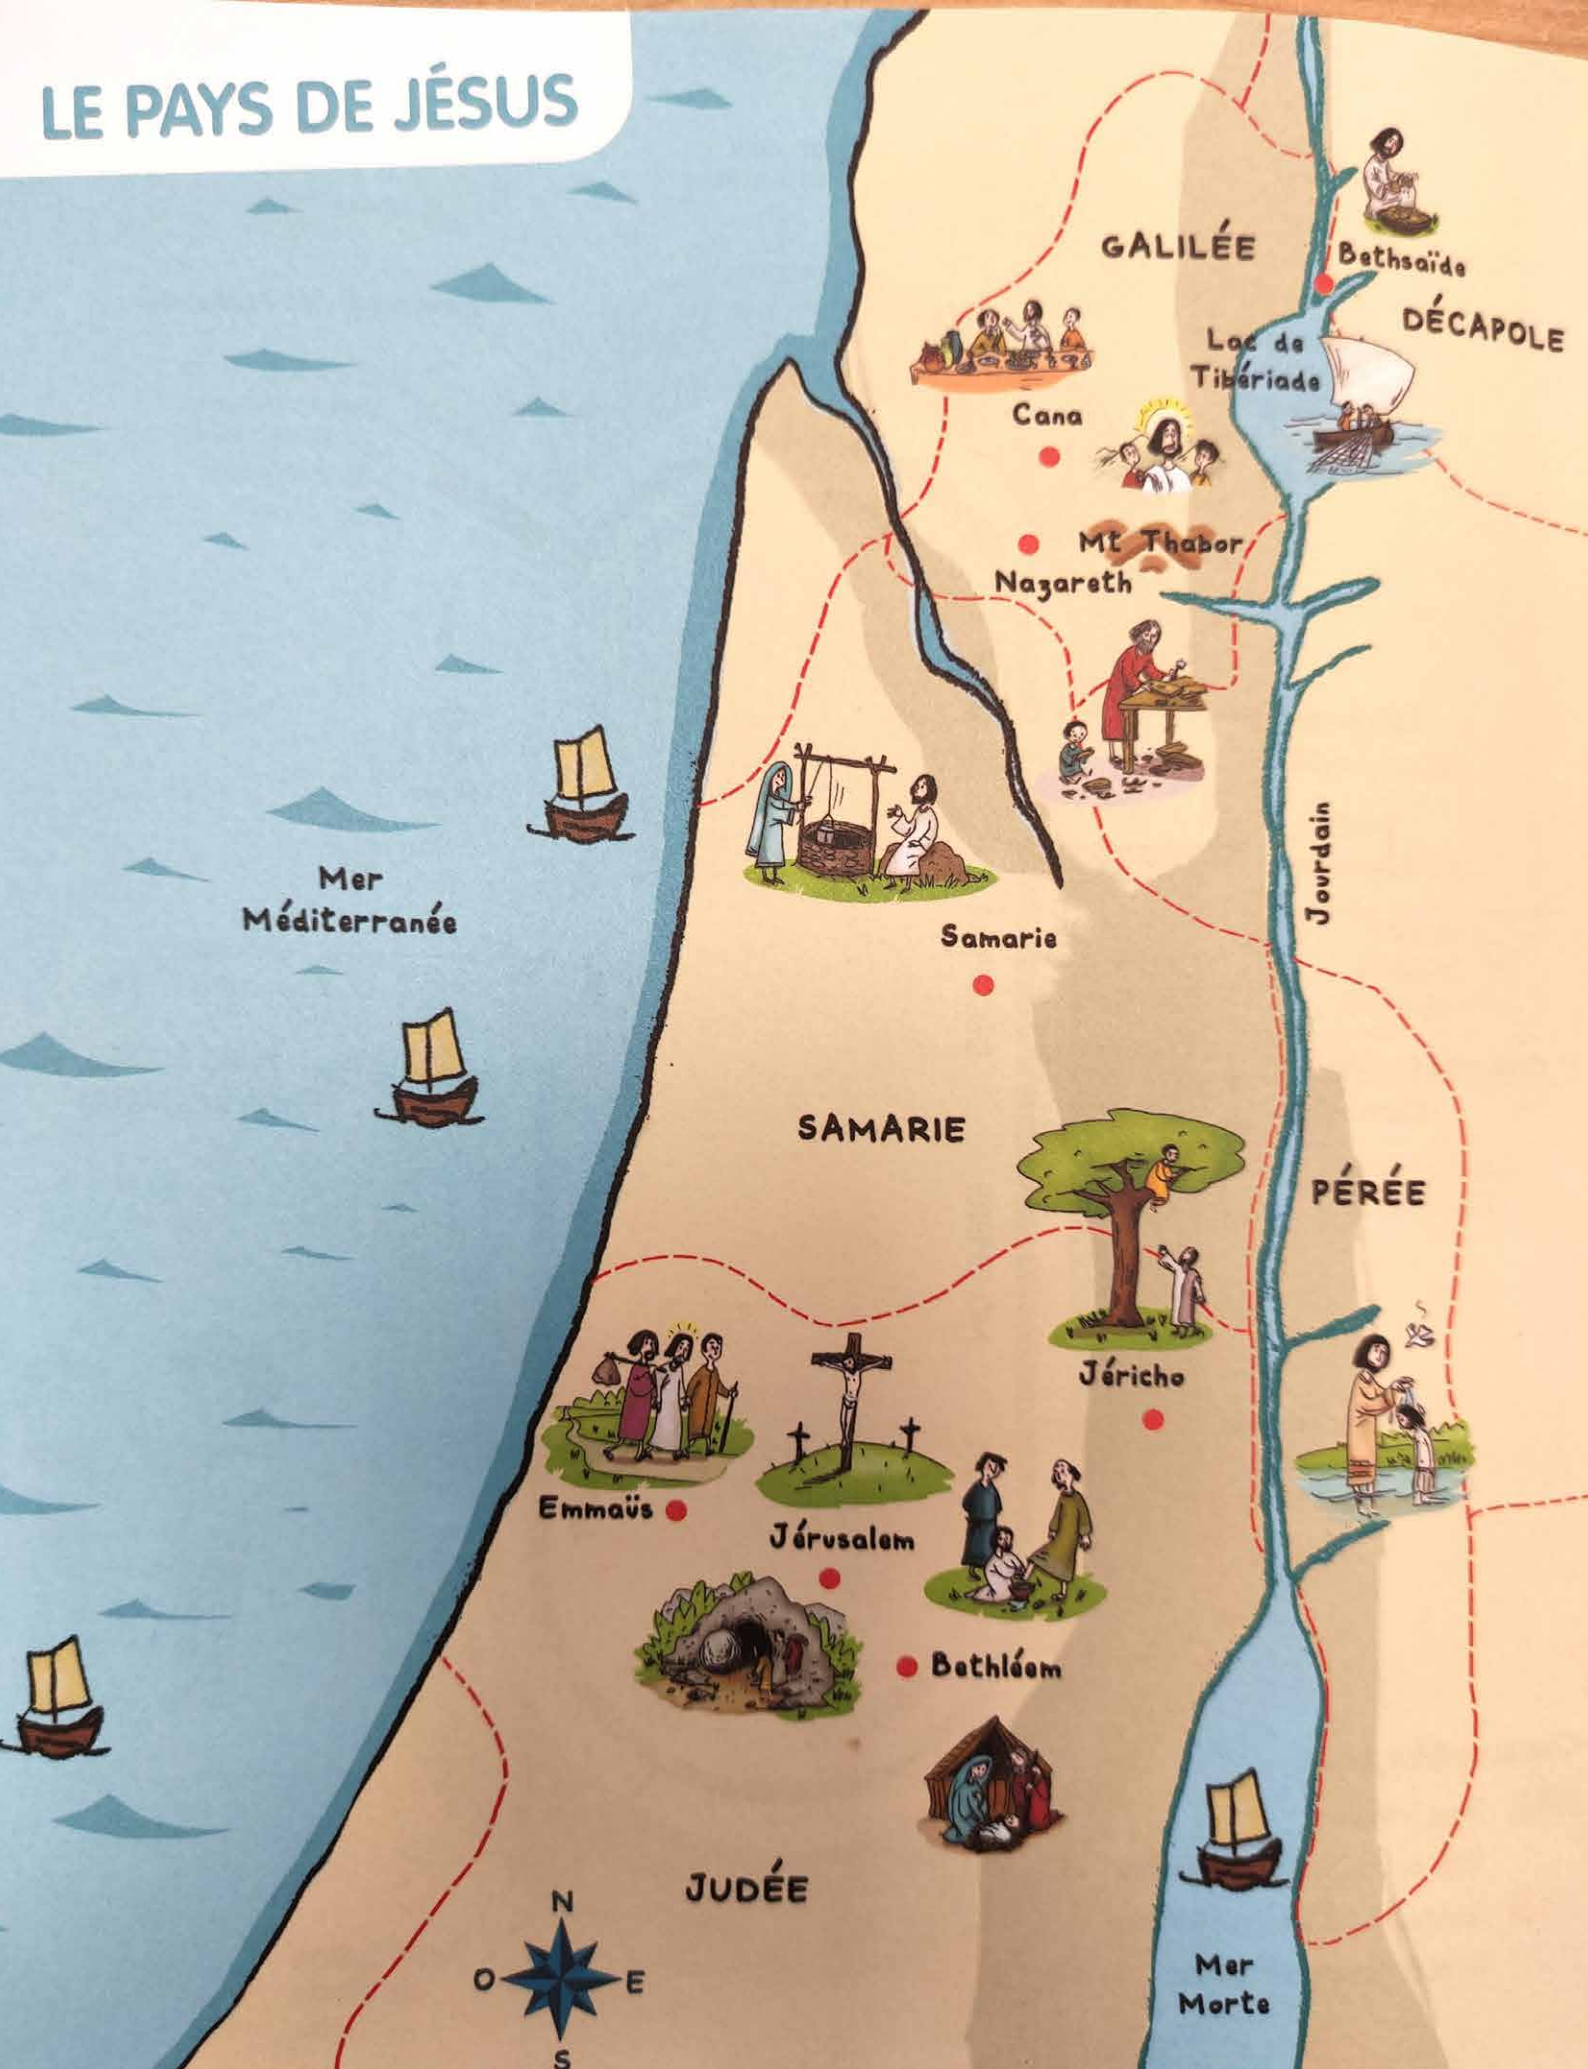 LE PAYS DE JÉSUS
GALILÉE
Bethsaïde
DÉCAPOLE
Lac de
Tibériade
Cana
Mt Thabor
Nazareth
Jourdain
Mer
Méditerranée
Samarie
SAMARIE
PÉRÉE
Jéricho
Emmaüs
Jérusalem
Bethléem
JUDÉE
N
O
E
S
Mer
Morte